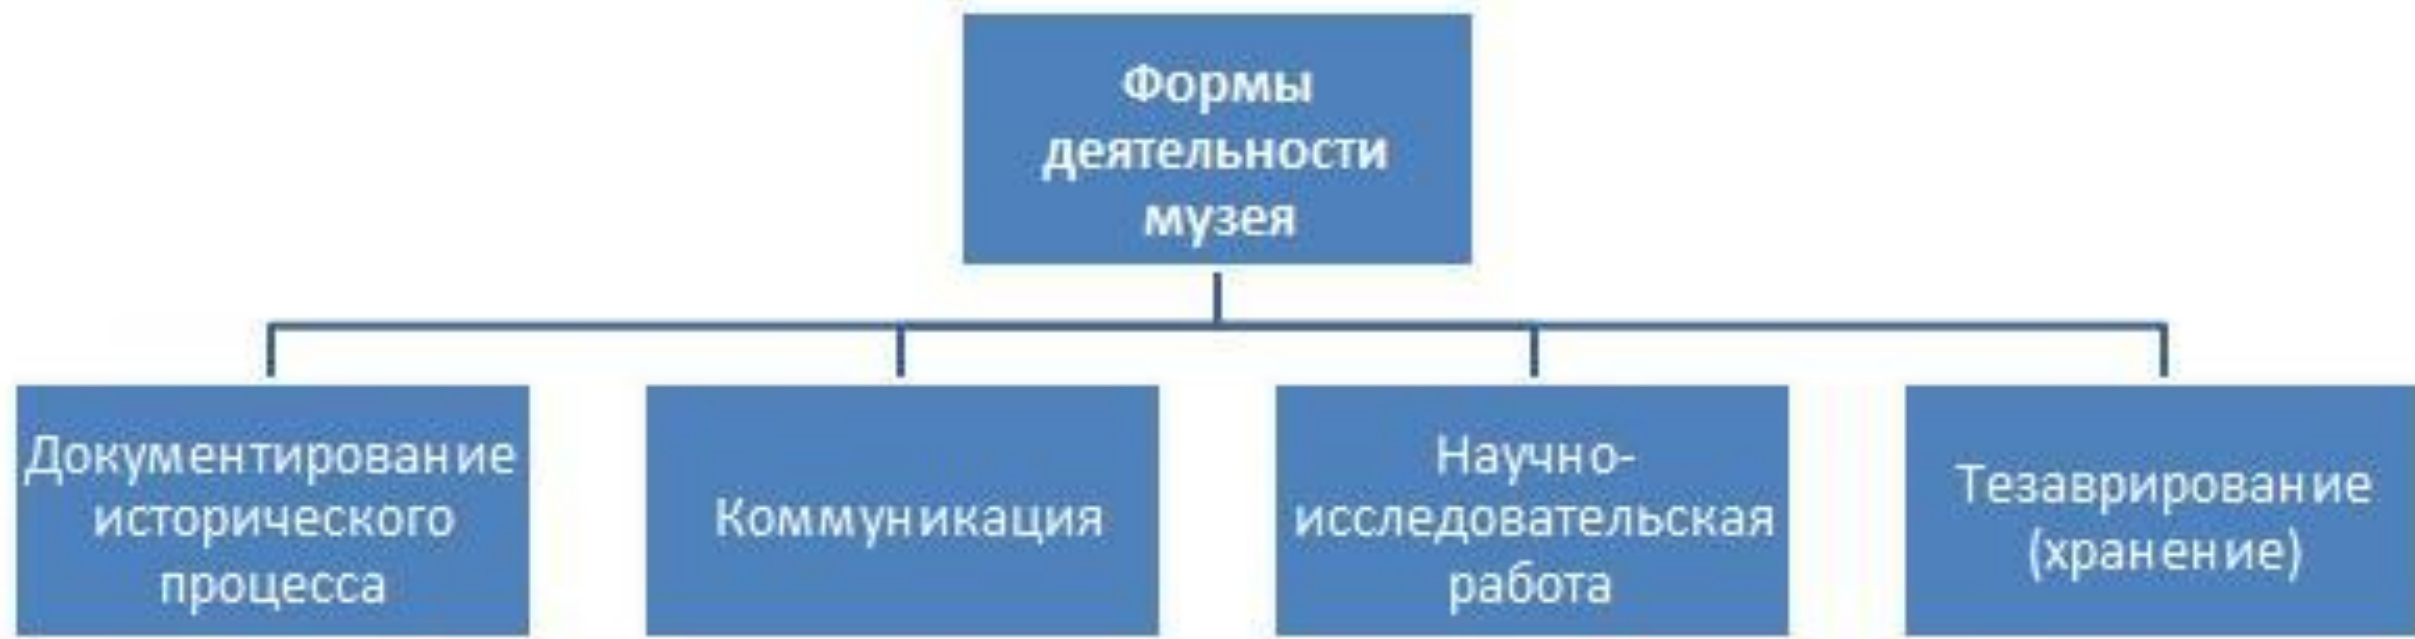 Формы
деятельности
музея
Документирование
исторического
процесса
Коммуникация
Научно-
исследовательская
работа
Тезаврирование
(хранение)